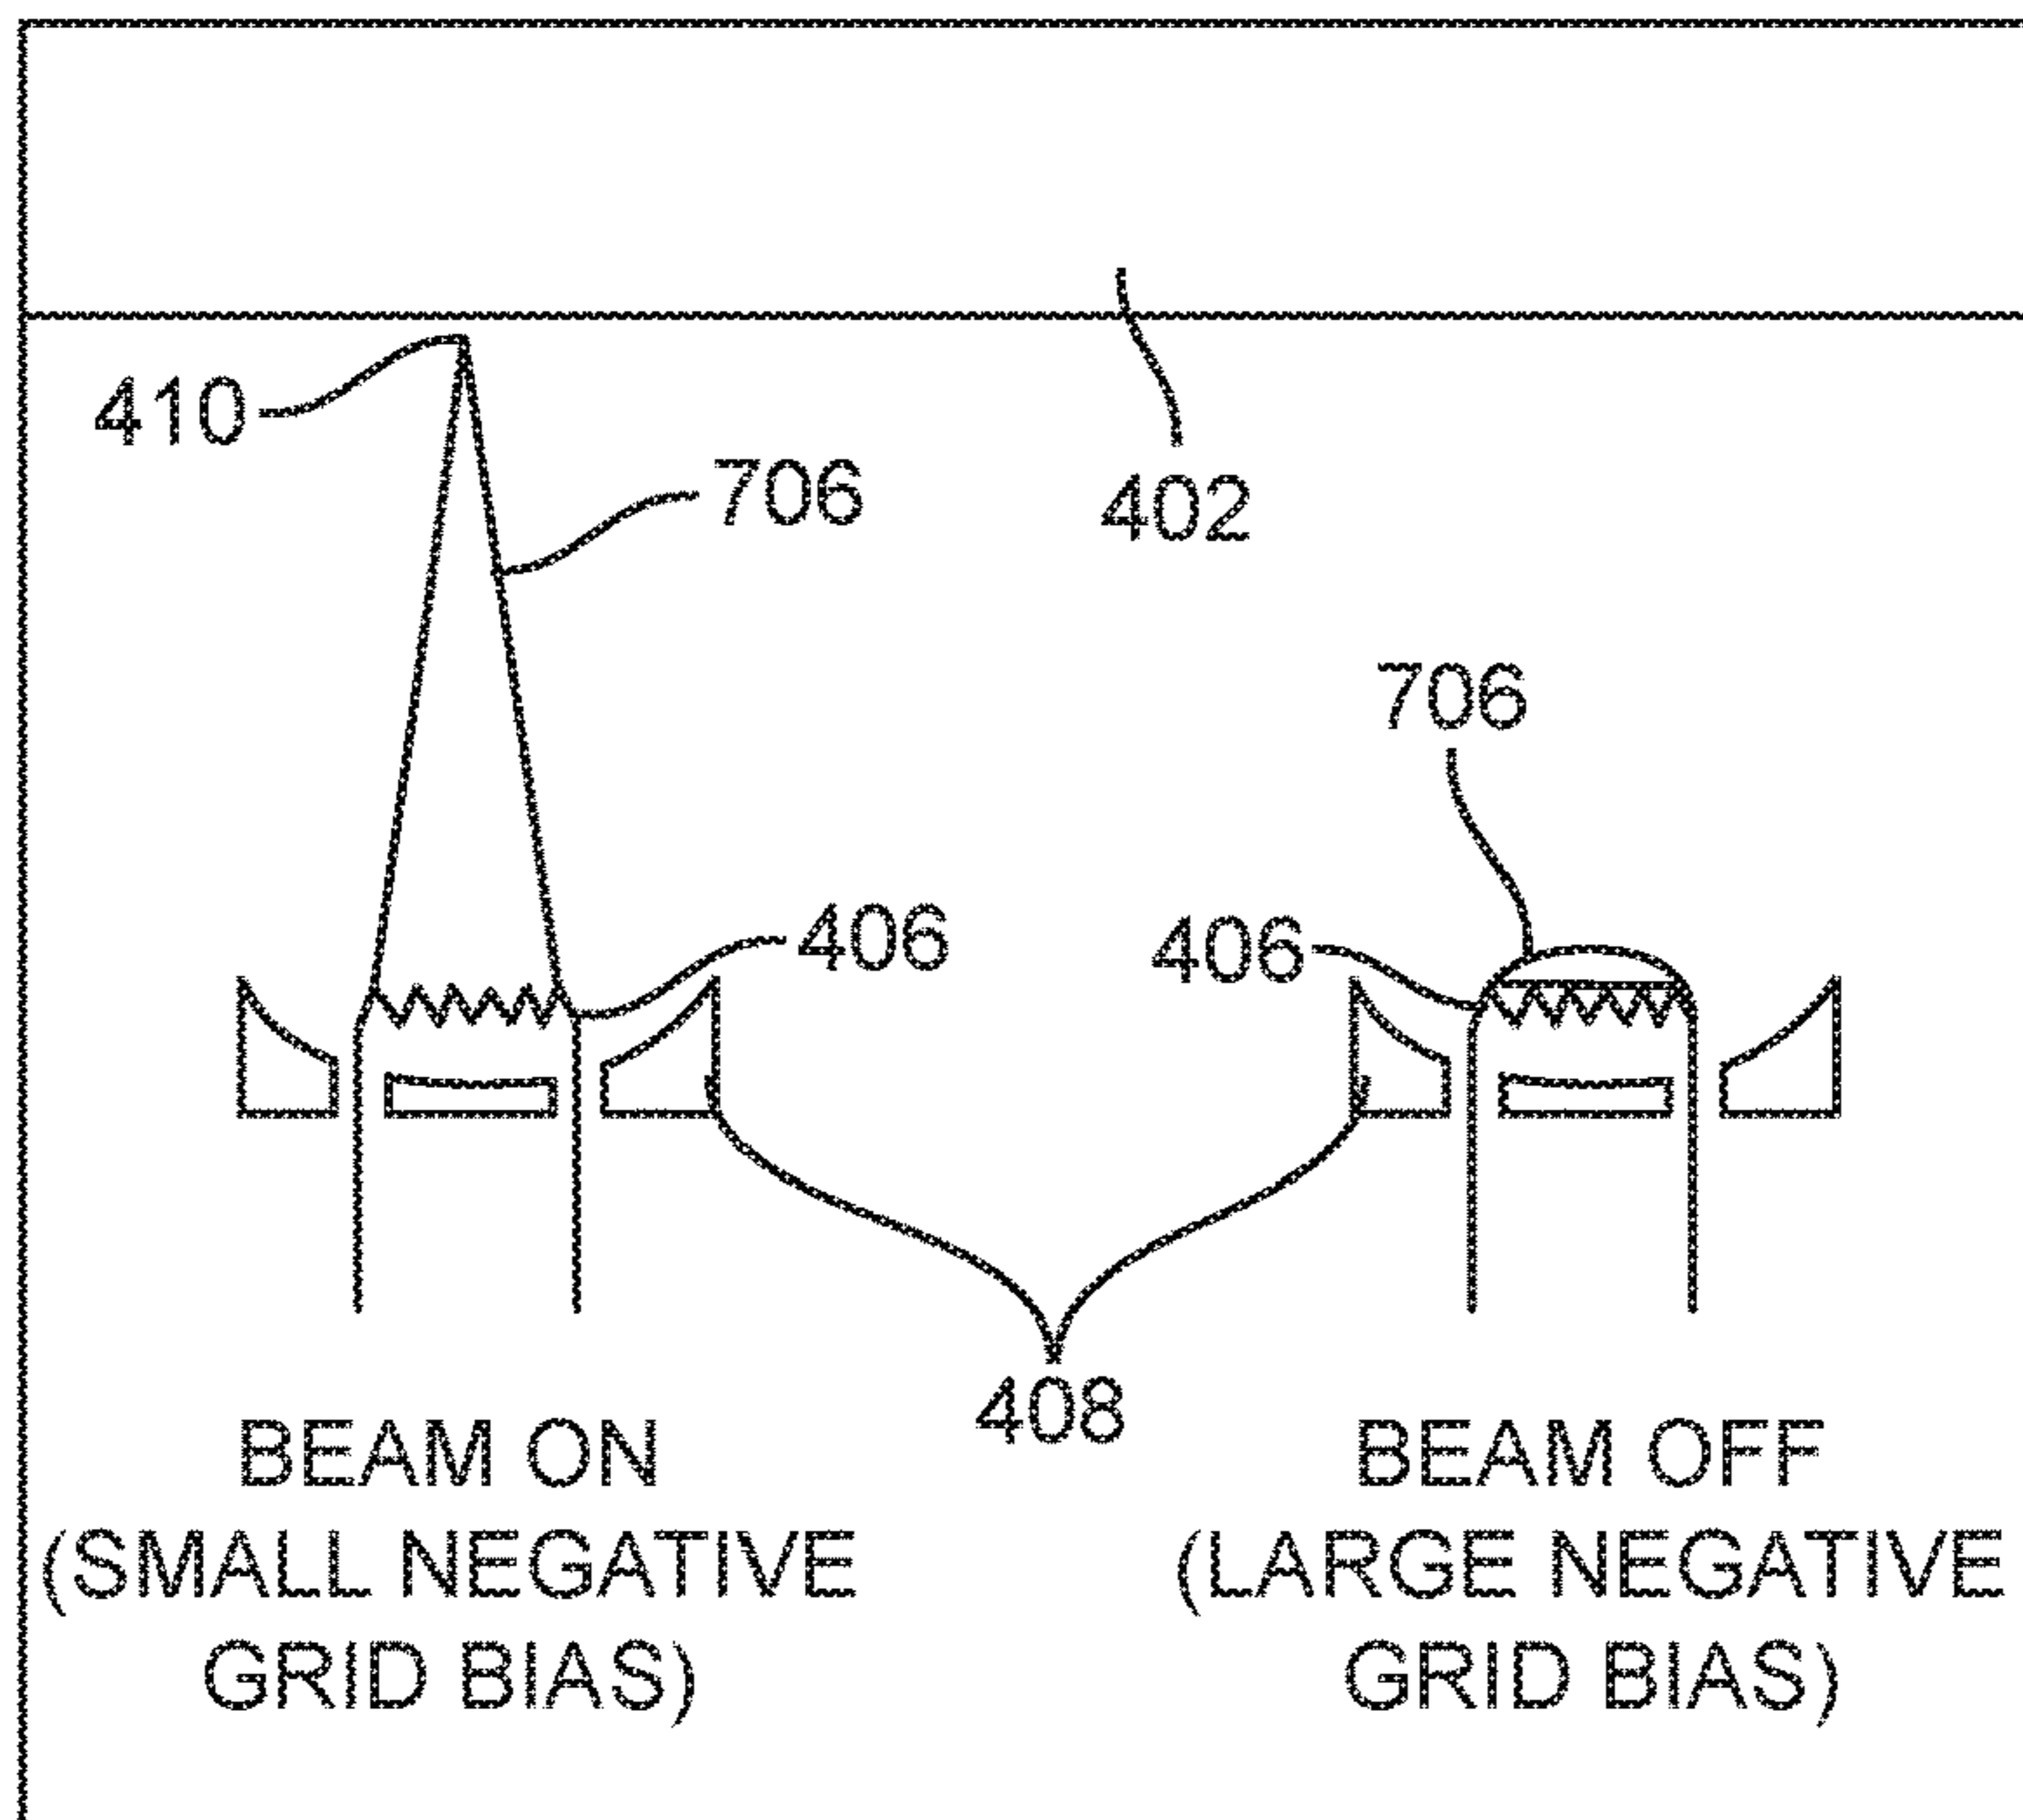 410
706
402
706
406
406
408
BEAM ON
(SMALL NEGATIVE
GRID BIAS)
BEAM OFF
(LARGE NEGATIVE
GRID BIAS)